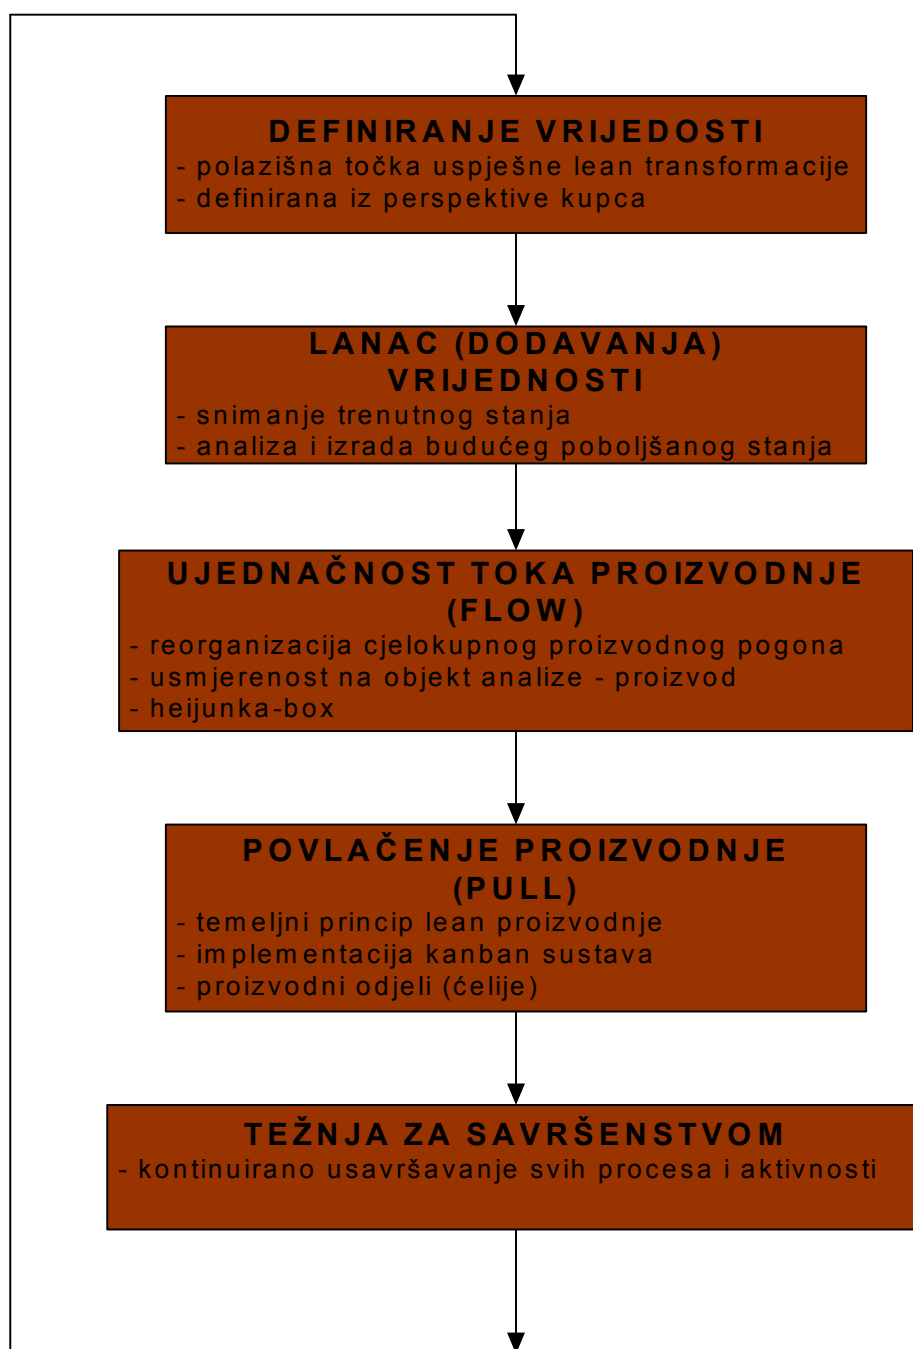 DEFINIRANJE VRIJEDOSTI
- polazišna točka uspješne lean transformacije
- definirana iz perspektive kupca
LANAC (DODAVANJA)
VRIJEDNOSTI
- snimanje trenutnog stanja
- analiza i izrada budućeg poboljšanog stanja
UJEDNAČNOST TOKA PROIZVODNJE
(FLOW)
- reorganizacija cjelokupnog proizvodnog pogona
- usmjerenost na objekt analize - proizvod
- heijunka-box
POVLAČENJE PROIZVODNJE
(PULL)
- temeljni princip lean proizvodnje
- implementacija kanban sustava
- proizvodni odjeli (ćelije)
TEŽNJA ZA SAVRŠENSTVOM
- kontinuirano usavršavanje svih procesa i aktivnosti